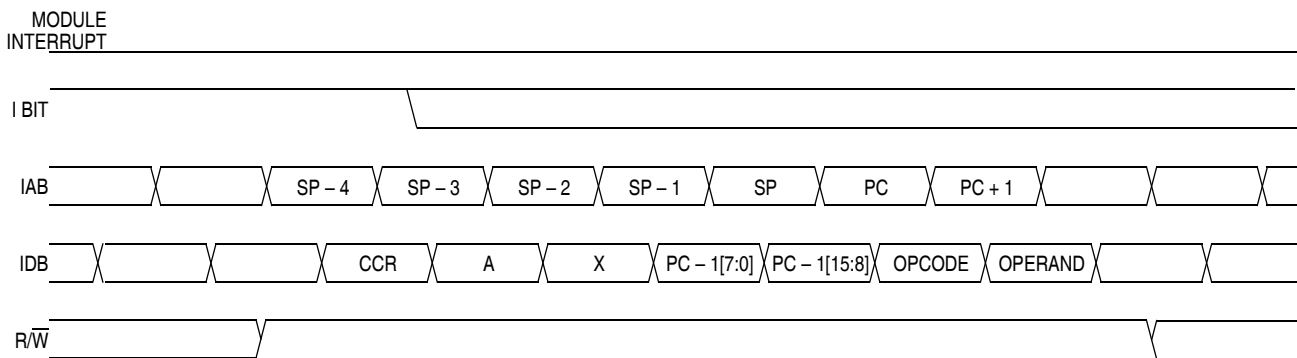 MODULE
INTERRUPT
I BIT
IAB SP – 4 SP – 3 SP – 2 SP – 1 SP PC PC + 1
IDB CCR A X PC – 1[7:0] PC – 1[15:8] OPCODE OPERAND
R/W̅